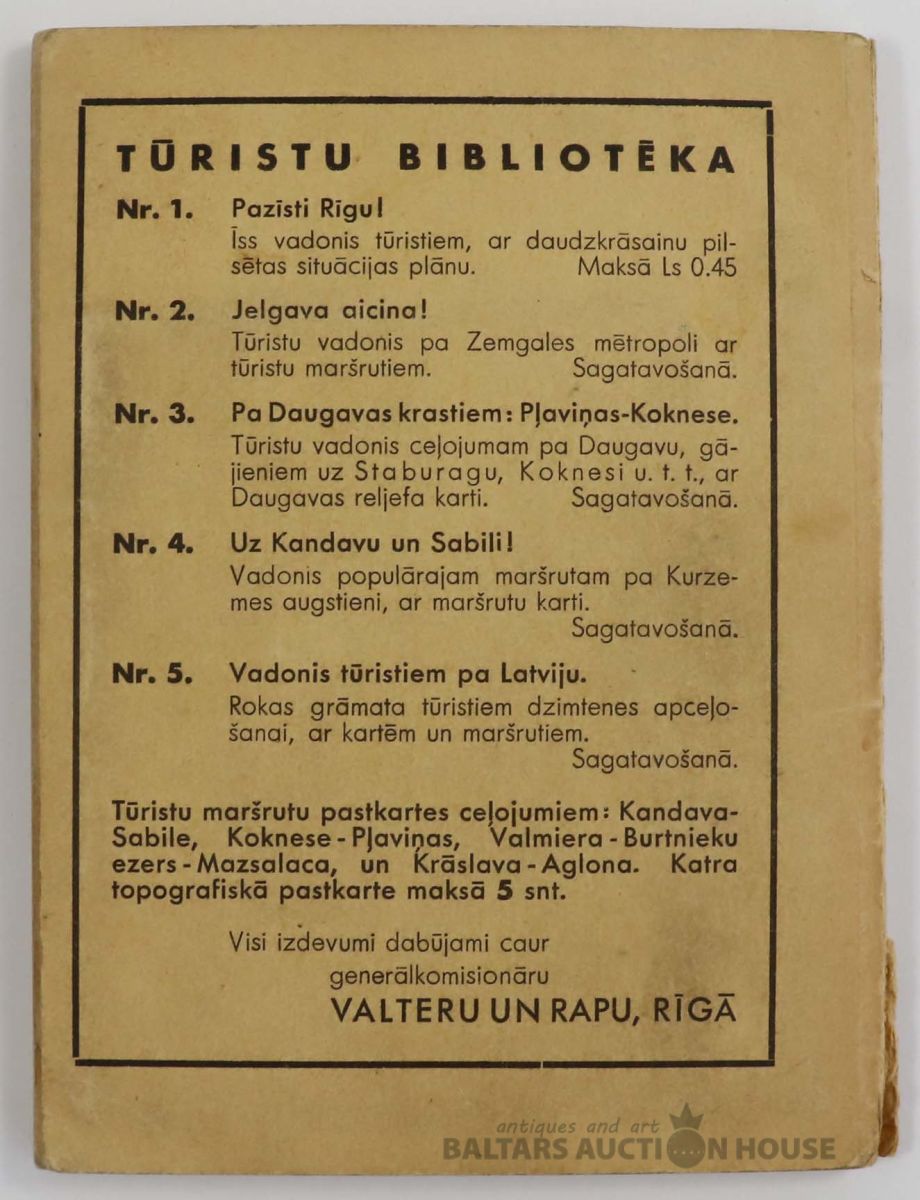 TŪRISTU BIBLIOTĒKA
Nr. 1. Pazīsti Rīgu!
Īss vadonis tūristiem, ar daudzkrāsainu pil-
sētas situācijas plānu. Maksā Ls 0.45
Nr. 2. Jelgava aicina!
Tūristu vadonis pa Zemgales mētropoli ar
tūristu maršrutiem. Sagatavošanā.
Nr. 3. Pa Daugavas krastiem: Pļaviņas-Koknese.
Tūristu vadonis ceļojumam pa Daugavu, gā-
jieniem uz Staburagu, Koknesi u. t. t., ar
Daugavas reljefa karti. Sagatavošanā.
Nr. 4. Uz Kandavu un Sabili!
Vadonis populārajam maršrutam pa Kurze-
mes augstieni, ar maršrutu karti.
Sagatavošanā.
Nr. 5. Vadonis tūristiem pa Latviju.
Rokas grāmata tūristiem dzimtenes apceļo-
šanai, ar kartēm un maršrutiem.
Sagatavošanā.
Tūristu maršrutu pastkartes ceļojumiem: Kandava-
Sabile, Koknese-Pļaviņas, Valmiera-Burtnieku
ezers-Mazsalaca, un Krāslava-Aglona. Katra
topografiskā pastkarte maksā 5 snt.
Visi izdevumi dabūjami caur
generālkomisionāru
VALTERU UN RAPU, RĪGĀ
antiques and art
BALTARS AUCTION HOUSE